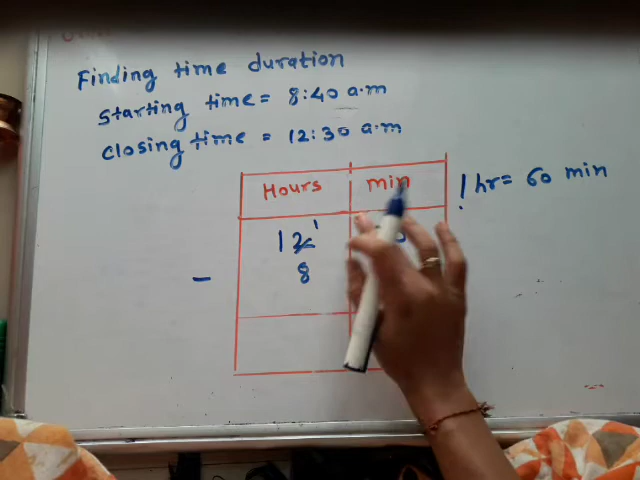 Finding time duration
Starting time = 8:40 a.m
Closing time = 12:30 a.m
Hours min
1 hr = 60 min
12 1
- 8